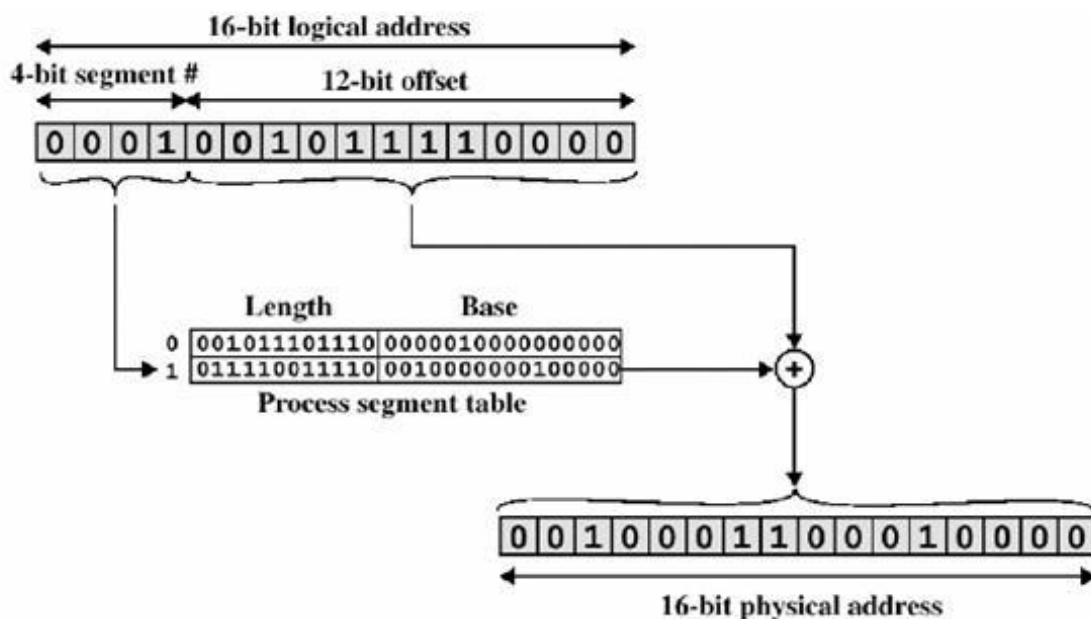 16-bit logical address
4-bit segment #
12-bit offset
0 0 0 1 0 0 1 0 1 1 1 1 0 0 0 0
Length Base
0 001011101110 0000010000000000
1 011110011110 0010000000100000
Process segment table
+
0 0 1 0 0 0 1 1 0 0 0 1 0 0 0 0
16-bit physical address